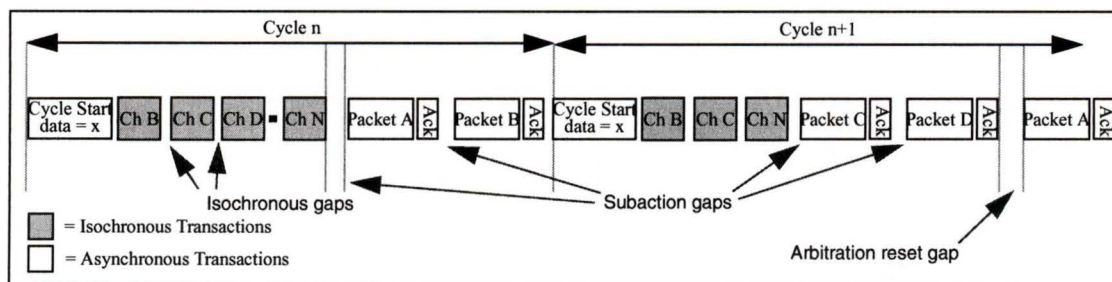 Cycle n
Cycle n+1
Cycle Start
data = x
Ch B
Ch C
Ch D
Ch N
Packet A
Ack
Packet B
Ack
Cycle Start
data = x
Ch B
Ch C
Ch N
Packet C
Ack
Packet D
Ack
Packet A
Ack
Isochronous gaps
Subaction gaps
Arbitration reset gap
= Isochronous Transactions
= Asynchronous Transactions